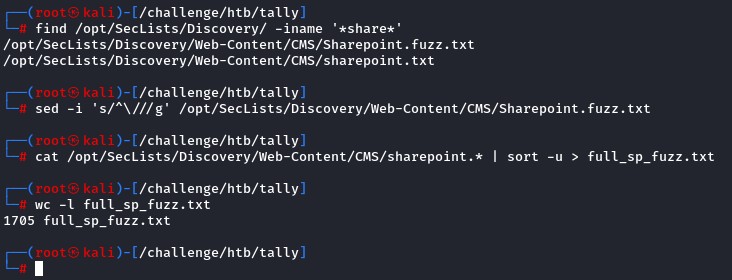 ┌──(root㉿kali)-[/challenge/htb/tally]
└─# find /opt/SecLists/Discovery/ -iname '*share*'
/opt/SecLists/Discovery/Web-Content/CMS/Sharepoint.fuzz.txt
/opt/SecLists/Discovery/Web-Content/CMS/sharepoint.txt
┌──(root㉿kali)-[/challenge/htb/tally]
└─# sed -i 's/^\///g' /opt/SecLists/Discovery/Web-Content/CMS/Sharepoint.fuzz.txt
┌──(root㉿kali)-[/challenge/htb/tally]
└─# cat /opt/SecLists/Discovery/Web-Content/CMS/sharepoint.* | sort -u > full_sp_fuzz.txt
┌──(root㉿kali)-[/challenge/htb/tally]
└─# wc -l full_sp_fuzz.txt
1705 full_sp_fuzz.txt
┌──(root㉿kali)-[/challenge/htb/tally]
└─#